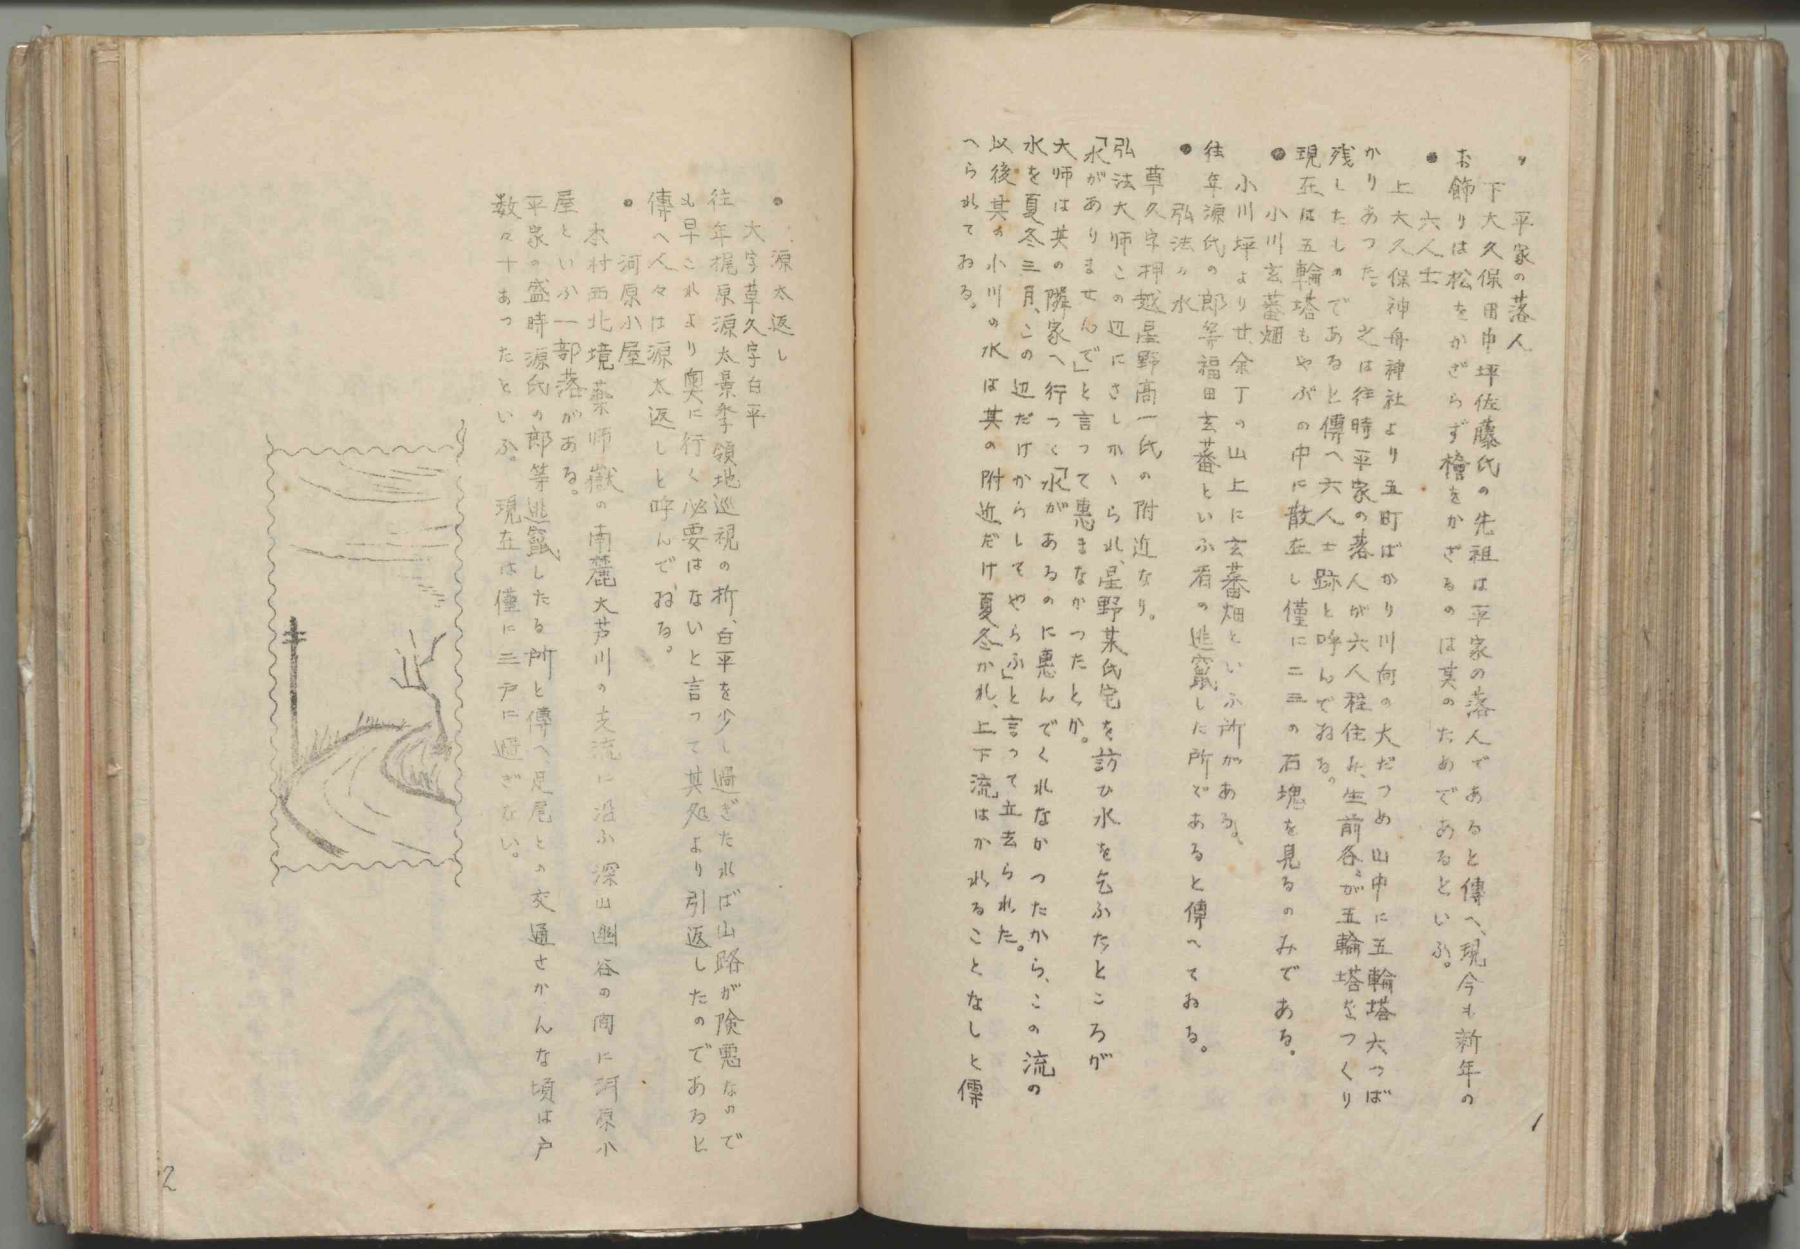 平家の落人
下大久保田中坪佐藤氏の先祖は平家の落人であると傳へ、現今も新年の
お飾りは松をかざらず檜をかざるのは其のためであるといふ。
● 六人士
上大久保神舟神社より五町ばかり川向の大だつめ山中に五輪塔六つば
かりあつた。之は往時平家の落人が六人程住み、生前各〻が五輪塔をつくり
残したものであると傳へ六人士跡と呼んでおる。
現在は五輪塔もやぶの中に散在し僅に二三の石塊を見るのみである。
● 小川玄蕃畑
小川坪より廿余丁の山上に玄蕃畑といふ所がある。
往年源氏の郎等福田玄蕃といふ者の逃竄した所であると傳へておる。
● 弘法の水
草久字押越星野高一氏の附近なり。
弘法大師この辺にさしかゝられ、星野某氏宅を訪ひ水を乞ふたところが
「水がありませんで」と言って惠まなかつたとか。
大師は其の隣家へ行つて「水があるのに惠んでくれなかつたから、この流の
水を夏冬三月、この辺だけからしてやらふ」と言って立去られた。
以後其の小川の水は其の附近だけ夏冬かれ、上下流はかれることなしと傳
へられておる。
1
● 源太返し
大字草久字白平
往年梶原源太景季領地巡視の折、白平を少し過ぎたれば山路が険悪なので
も早これより奥に行く必要はないと言って其処より引返したのであると
傳へ人々は源太返しと呼んでおる。
● 河原小屋
本村西北境薬師嶽の南麓大芦川の支流に沿ふ深山幽谷の間に河原小
屋といふ一部落がある。
平家の盛時源氏の郎等逃竄したる所と傳へ足尾との交通さかんな頃は戸
数々十あつたといふ。現在は僅に三戸に過ぎない。
2